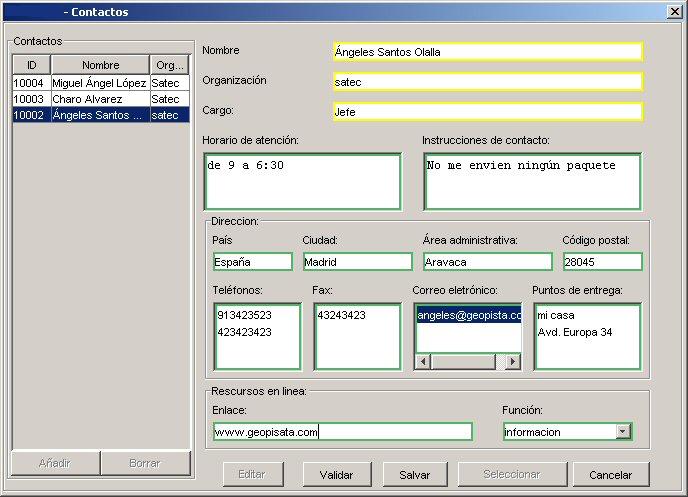 - Contactos
Contactos
ID Nombre Org...
10004 Miguel Ángel López Satec
10003 Charo Alvarez Satec
10002 Ángeles Santos ... satec
Añadir Borrar
Nombre Ángeles Santos Olalla
Organización satec
Cargo: Jefe
Horario de atención: Instrucciones de contacto:
de 9 a 6:30 No me envien ningún paquete
Direccion:
País Ciudad: Área administrativa: Código postal:
España Madrid Aravaca 28045
Teléfonos: Fax: Correo eletrónico: Puntos de entrega:
913423523 43243423 angeles@geopista.co mi casa
423423423 Avd. Europa 34
Rescursos en linea:
Enlace: Función:
www.geopisata.com informacion
Editar Validar Salvar Seleccionar Cancelar